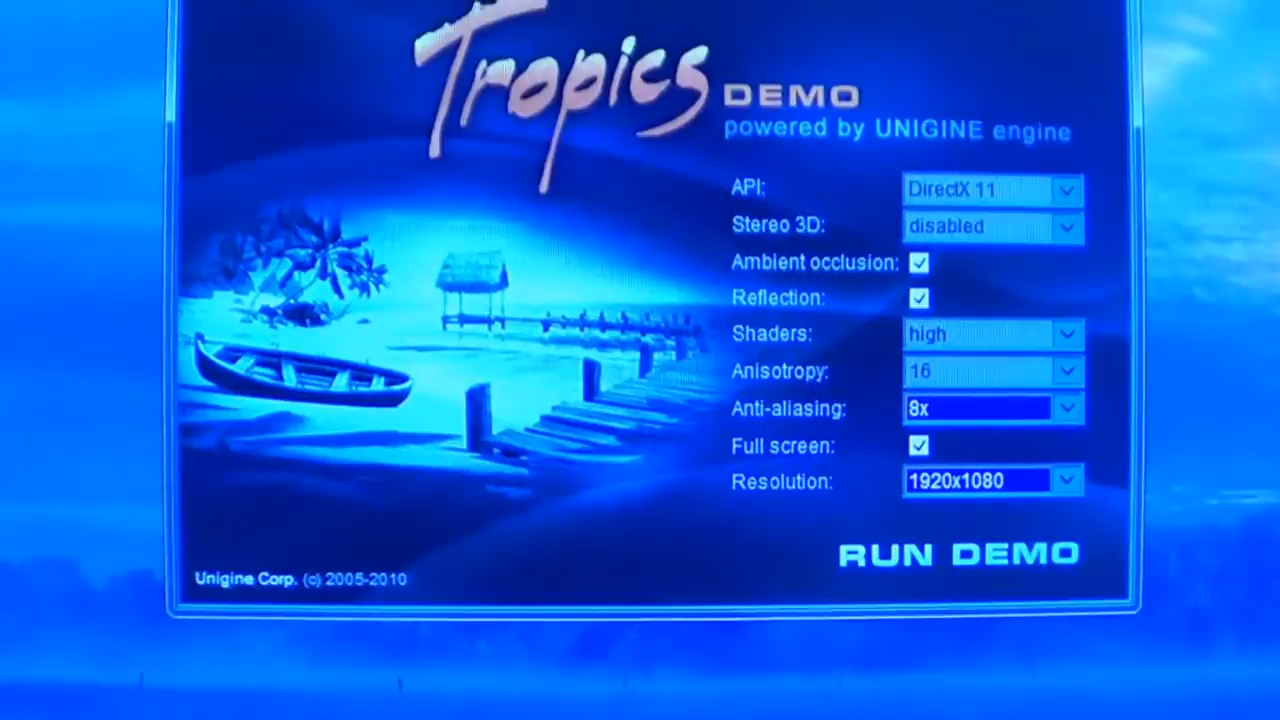 Tropics DEMO
powered by UNIGINE engine
API: DirectX 11
Stereo 3D: disabled
Ambient occlusion:
Reflection:
Shaders: high
Anisotropy: 16
Anti-aliasing: 8x
Full screen:
Resolution: 1920x1080
RUN DEMO
Unigine Corp. (c) 2005-2010